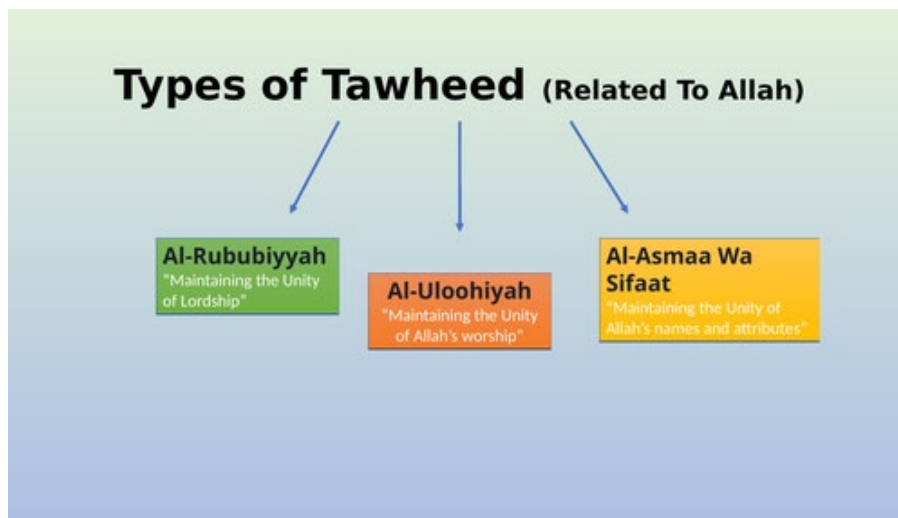 Types of Tawheed (Related To Allah)
Al-Rububiyyah
"Maintaining the Unity
of Lordship"
Al-Uloohiyah
"Maintaining the Unity
of Allah's worship"
Al-Asmaa Wa
Sifaat
"Maintaining the Unity of
Allah's names and attributes"